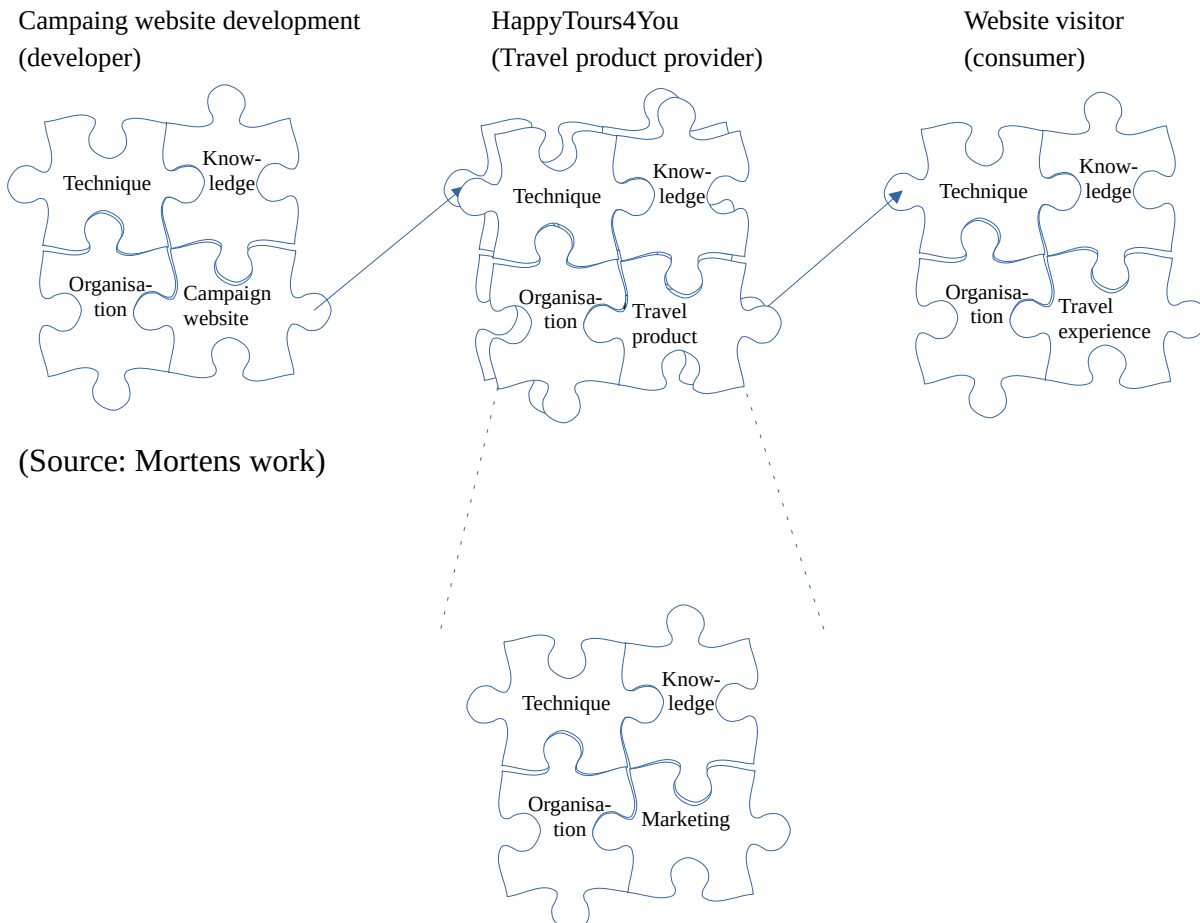 Campaing website development
(developer)
HappyTours4You
(Travel product provider)
Website visitor
(consumer)
Technique
Know-
ledge
Organisa-
tion
Campaign
website
Technique
Know-
ledge
Organisa-
tion
Travel
product
Technique
Know-
ledge
Organisa-
tion
Travel
experience
(Source: Mortens work)
Technique
Know-
ledge
Organisa-
tion
Marketing